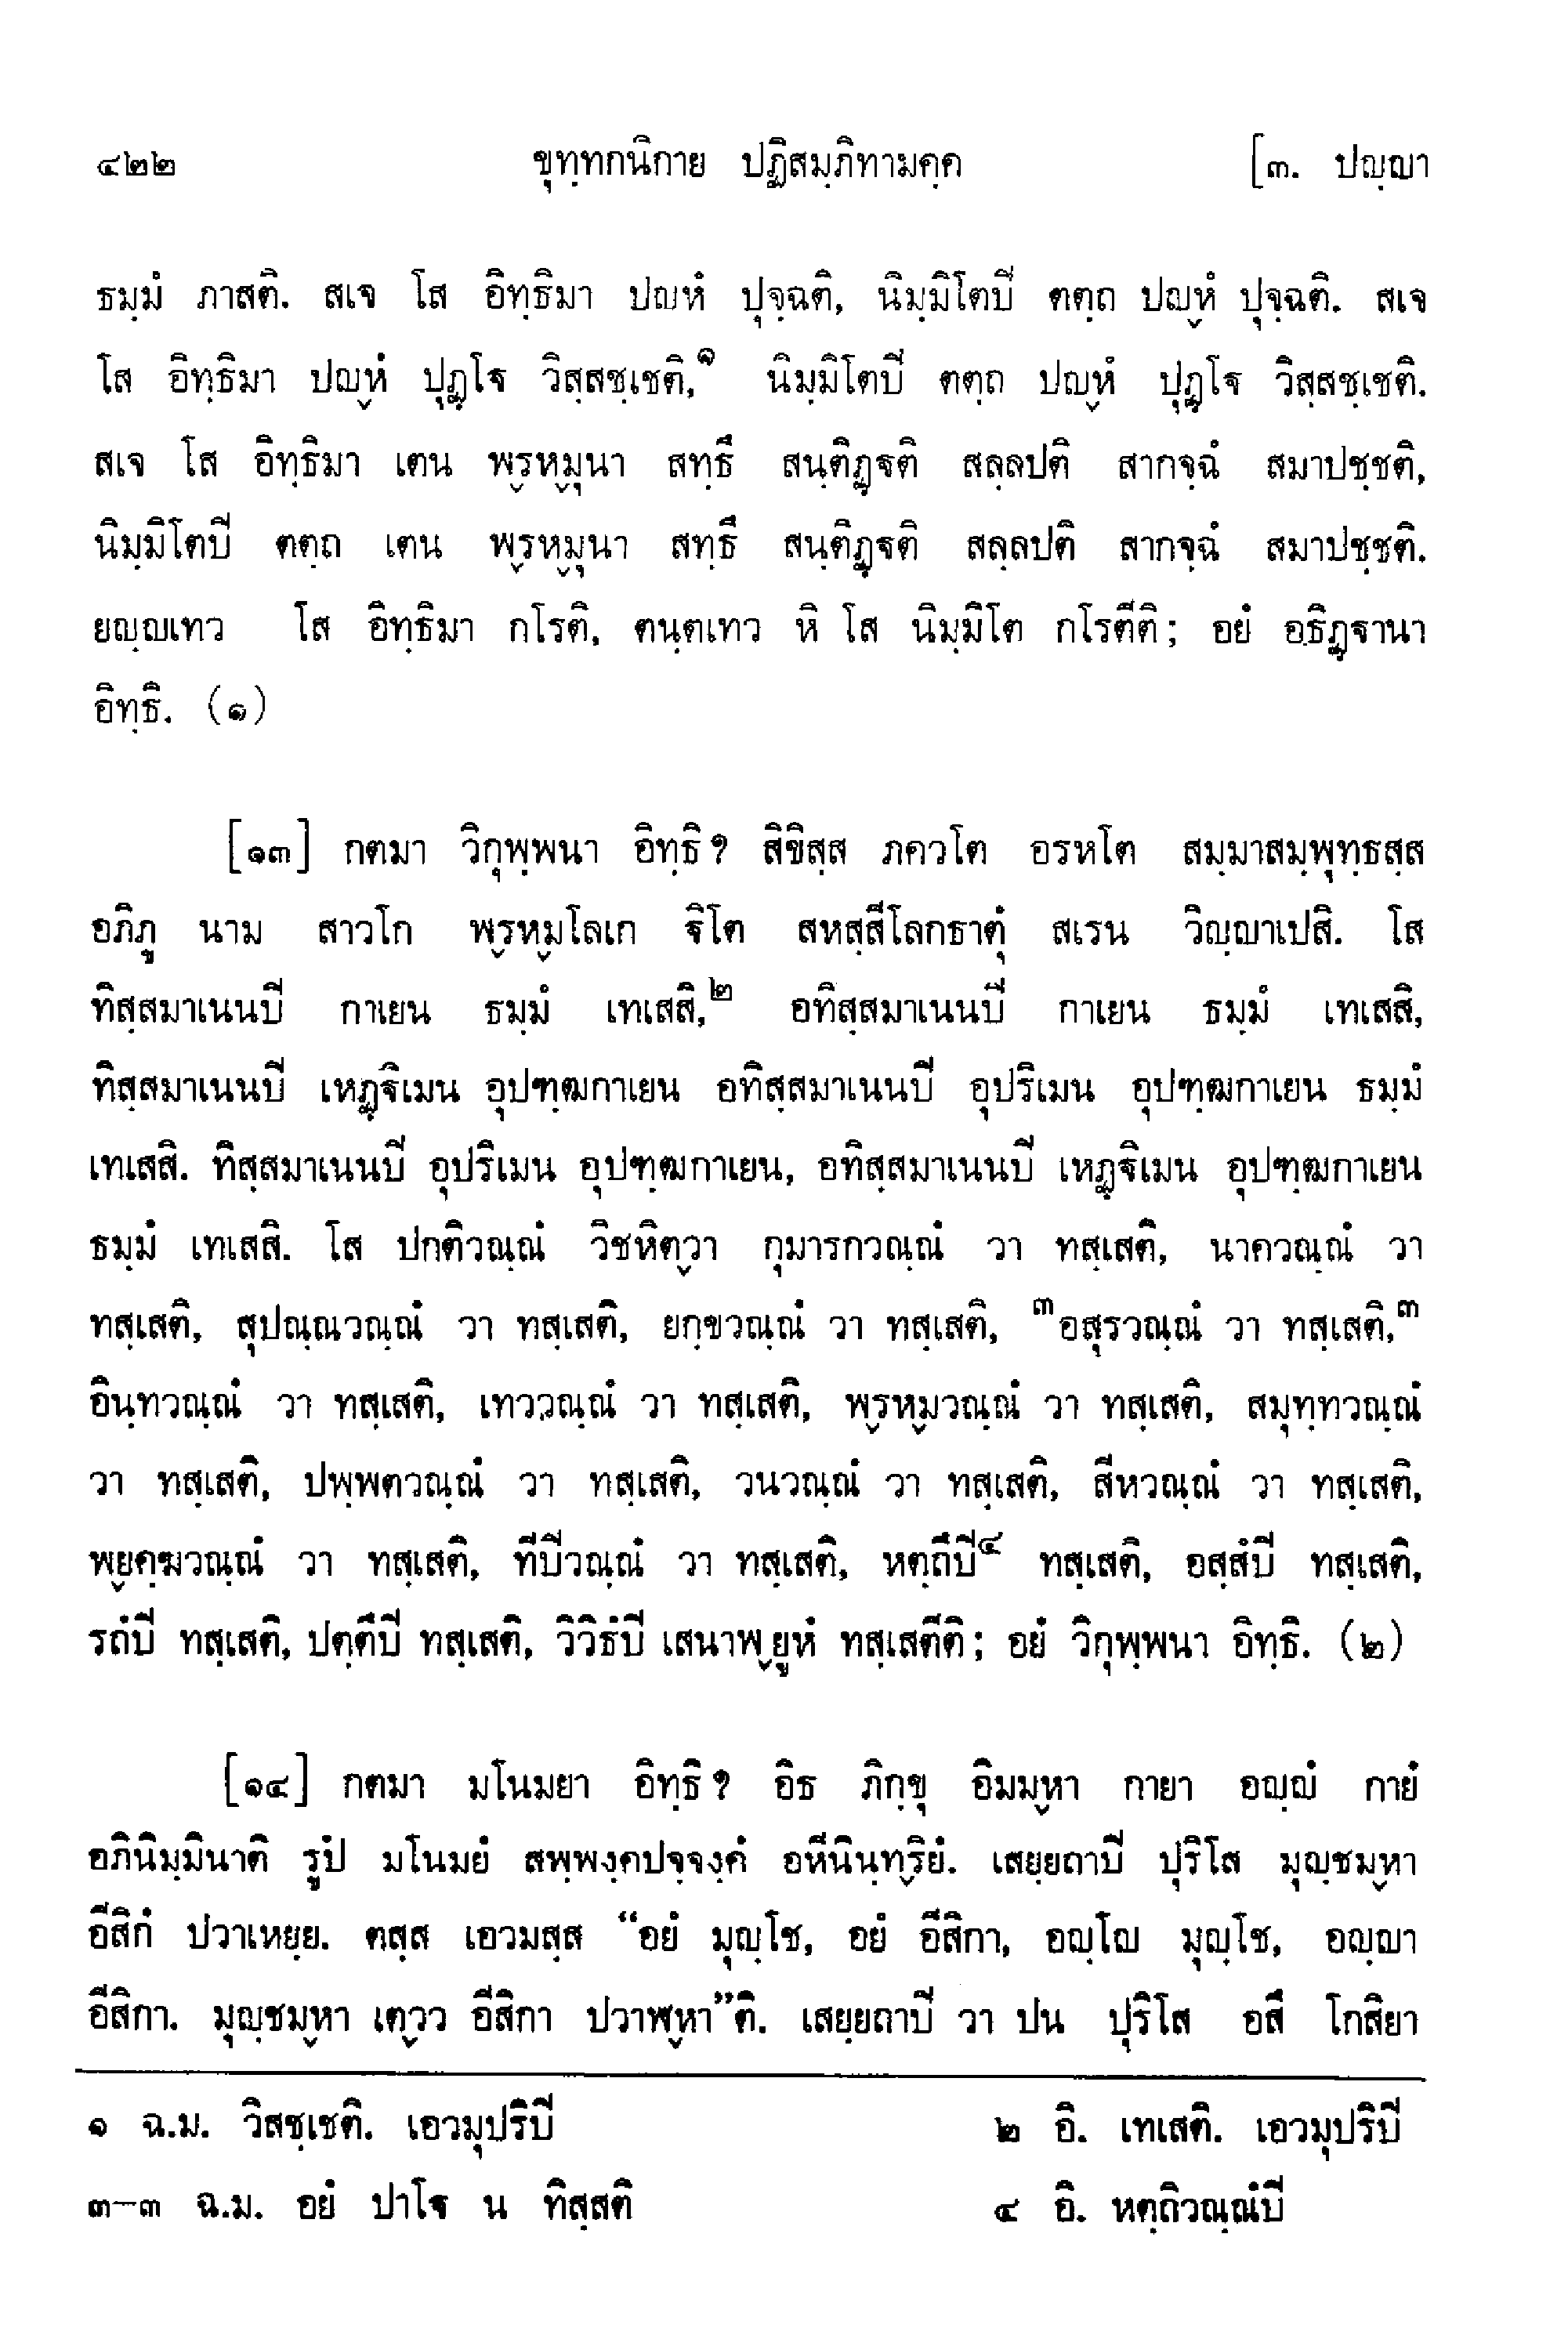 ๔๒๒ ขุทฺทกนิกาย ปฏิสมฺภิทามคฺค [๓. ปญฺญา
ธมฺมํ ภาสติ. สเจ โส อิทฺธิมา ปญหํ ปุจฺฉติ, นิมฺมิโตปิ ตตฺถ ปญฺหํ ปุจฺฉติ. สเจ
โส อิทฺธิมา ปญฺหํ ปุฏฺโฐ วิสฺสชฺเชติ,๑ นิมฺมิโตปิ ตตฺถ ปญฺหํ ปุฏฺโฐ วิสฺสชฺเชติ.
สเจ โส อิทฺธิมา เตน พฺรหฺมุนา สทฺธึ สนฺติฏฺฐติ สลฺลปติ สากจฺฉํ สมาปชฺชติ,
นิมฺมิโตปิ ตตฺถ เตน พฺรหฺมุนา สทฺธึ สนฺติฏฺฐติ สลฺลปติ สากจฺฉํ สมาปชฺชติ.
ยญฺญเทว โส อิทฺธิมา กโรติ, ตนฺตเทว หิ โส นิมฺมิโต กโรตีติ; อยํ อธิฏฺฐานา
อิทฺธิ. (๑)
[๑๓] กตมา วิกุพฺพนา อิทฺธิ? สิขิสฺส ภควโต อรหโต สมฺมาสมฺพุทฺธสฺส
อภิภู นาม สาวโก พฺรหฺมโลเก ฐิโต สหสฺสีโลกธาตุํ สเรน วิญฺญาเปสิ. โส
ทิสฺสมาเนนปิ กาเยน ธมฺมํ เทเสสิ,๒ อทิสฺสมาเนนปิ กาเยน ธมฺมํ เทเสสิ,
ทิสฺสมาเนนปิ เหฏฺฐิเมน อุปฑฺฒกาเยน อทิสฺสมาเนนปิ อุปริเมน อุปฑฺฒกาเยน ธมฺมํ
เทเสสิ. ทิสฺสมาเนนปิ อุปริเมน อุปฑฺฒกาเยน, อทิสฺสมาเนนปิ เหฏฺฐิเมน อุปฑฺฒกาเยน
ธมฺมํ เทเสสิ. โส ปกติวณฺณํ วิชหิตฺวา กุมารกวณฺณํ วา ทสฺเสติ, นาควณฺณํ วา
ทสฺเสติ, สุปณฺณวณฺณํ วา ทสฺเสติ, ยกฺขวณฺณํ วา ทสฺเสติ, ๓อสุรวณฺณํ วา ทสฺเสติ,๓
อินฺทวณฺณํ วา ทสฺเสติ, เทววณฺณํ วา ทสฺเสติ, พฺรหฺมวณฺณํ วา ทสฺเสติ, สมุทฺทวณฺณํ
วา ทสฺเสติ, ปพฺพตวณฺณํ วา ทสฺเสติ, วนวณฺณํ วา ทสฺเสติ, สีหวณฺณํ วา ทสฺเสติ,
พฺยคฺฆวณฺณํ วา ทสฺเสติ, ทีปิวณฺณํ วา ทสฺเสติ, หตฺถึปิ๔ ทสฺเสติ, อสฺสํปิ ทสฺเสติ,
รถํปิ ทสฺเสติ, ปตฺตึปิ ทสฺเสติ, วิวิธํปิ เสนาพฺยูหํ ทสฺเสตีติ; อยํ วิกุพฺพนา อิทฺธิ. (๒)
[๑๔] กตมา มโนมยา อิทฺธิ? อิธ ภิกฺขุ อิมมฺหา กายา อญฺญํ กายํ
อภินิมฺมินาติ รูปํ มโนมยํ สพฺพงฺคปจฺจงฺคํ อหีนินฺทฺริยํ. เสยฺยถาปิ ปุริโส มุญฺชมฺหา
อีสิกํ ปวาเหยฺย. ตสฺส เอวมสฺส “อยํ มุญฺโช, อยํ อีสิกา, อญฺโญ มุญฺโช, อญฺญา
อีสิกา. มุญฺชมฺหา เตฺวว อีสิกา ปวาฬฺหา”ติ. เสยฺยถาปิ วา ปน ปุริโส อสึ โกสิยา
๑ ฉ.ม. วิสชฺเชติ. เอวมุปริปิ ๒ อิ. เทเสติ. เอวมุปริปิ
๓–๓ ฉ.ม. อยํ ปาโฐ น ทิสฺสติ ๔ อิ. หตฺถิวณฺณํปิ